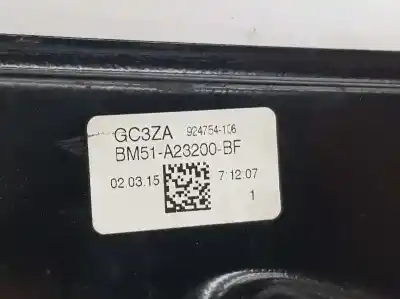 GC3ZA 924754-106
BM51-A23200-BF
02.03.15 7 12:07
1